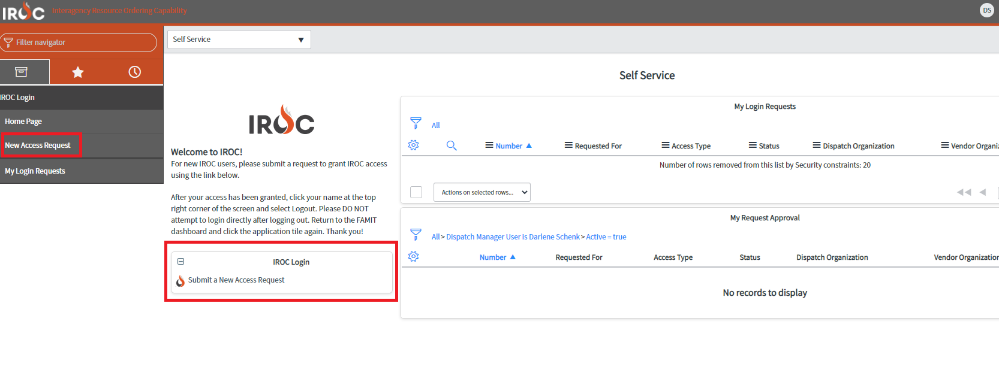 IROC Interagency Resource Ordering Capability
DS
Filter navigator
IROC Login
Home Page
New Access Request
My Login Requests
Self Service
Self Service
IROC
Welcome to IROC!
For new IROC users, please submit a request to grant IROC access
using the link below.
After your access has been granted, click your name at the top
right corner of the screen and select Logout. Please DO NOT
attempt to login directly after logging out. Return to the FAMIT
dashboard and click the application tile again. Thank you!
IROC Login
Submit a New Access Request
My Login Requests
All
Number Requested For Access Type Status Dispatch Organization Vendor Organiz
Number of rows removed from this list by Security constraints: 20
Actions on selected rows...
My Request Approval
All > Dispatch Manager User is Darlene Schenk > Active = true
Number Requested For Access Type Status Dispatch Organization Vendor Organization
No records to display